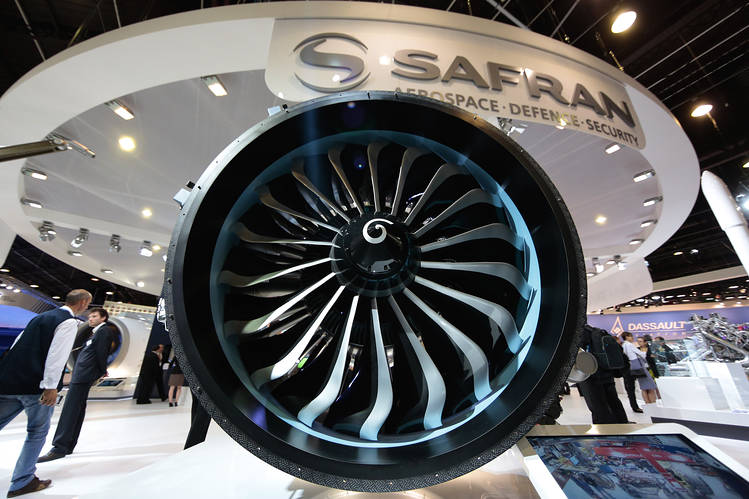 SAFRAN
AEROSPACE · DEFENCE · SECURITY
DASSAULT